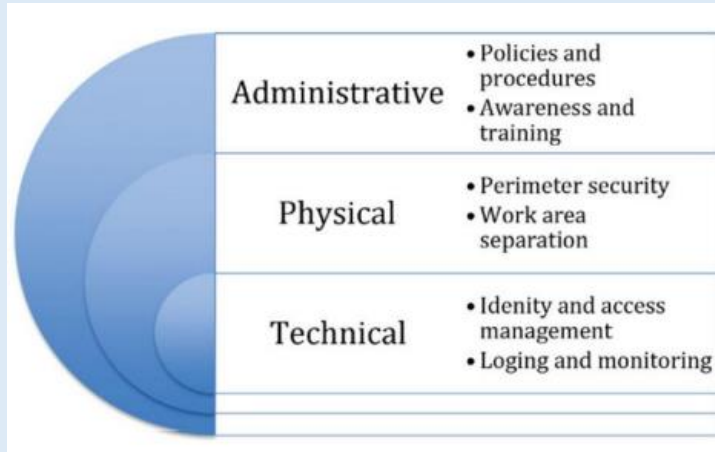 Administrative
• Policies and
procedures
• Awareness and
training
Physical
• Perimeter security
• Work area
separation
Technical
• Idenity and access
management
• Loging and monitoring